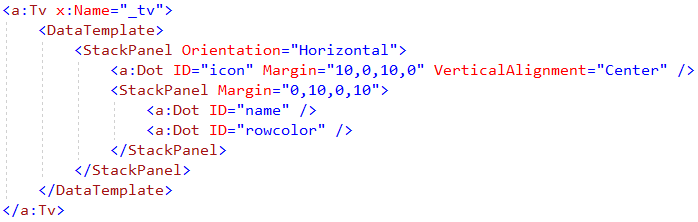 <a:Tv x:Name="_tv">
    <DataTemplate>
        <StackPanel Orientation="Horizontal">
            <a:Dot ID="icon" Margin="10,0,10,0" VerticalAlignment="Center" />
            <StackPanel Margin="0,10,0,10">
                <a:Dot ID="name" />
                <a:Dot ID="rowcolor" />
            </StackPanel>
        </StackPanel>
    </DataTemplate>
</a:Tv>